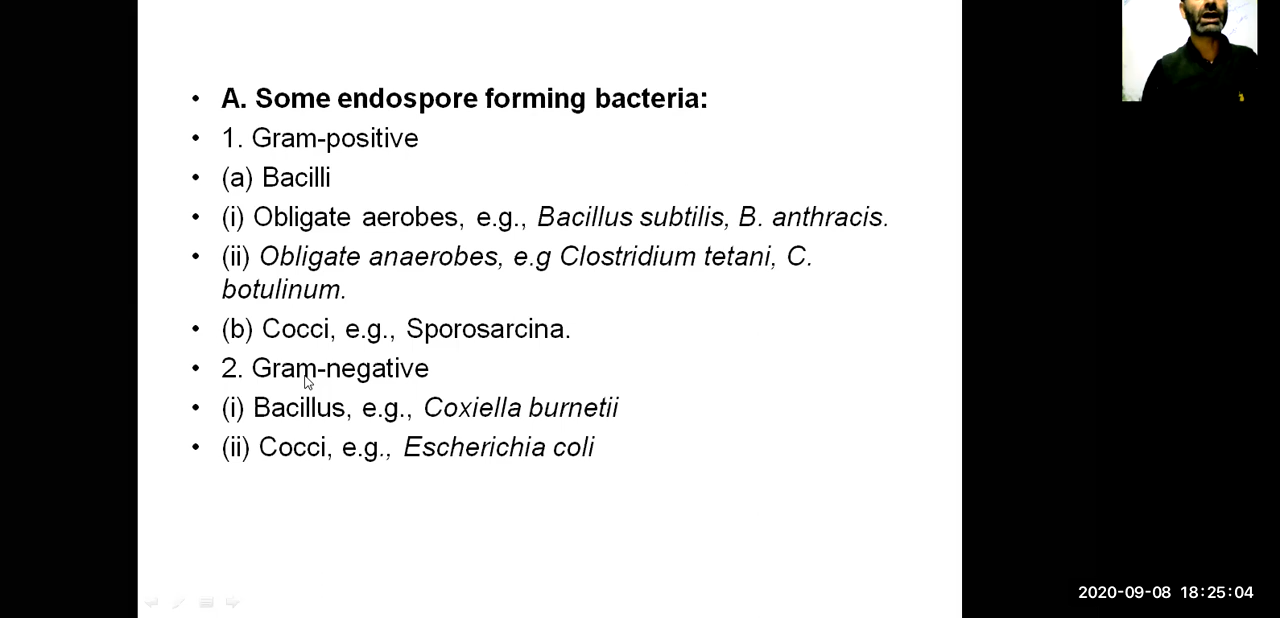 • A. Some endospore forming bacteria:
• 1. Gram-positive
• (a) Bacilli
• (i) Obligate aerobes, e.g., Bacillus subtilis, B. anthracis.
• (ii) Obligate anaerobes, e.g Clostridium tetani, C.
botulinum.
• (b) Cocci, e.g., Sporosarcina.
• 2. Gram-negative
• (i) Bacillus, e.g., Coxiella burnetii
• (ii) Cocci, e.g., Escherichia coli
2020-09-08 18:25:04